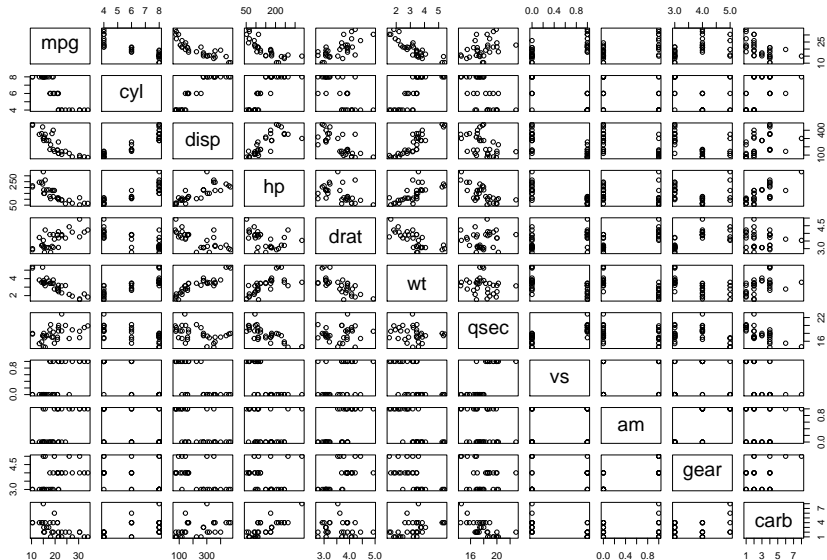 4 5 6 7 8
50 200
2 3 4 5
0.0 0.4 0.8
3.0 4.0 5.0
mpg
10 25
4 6 8
cyl
disp
100 400
50 250
hp
drat
3.0 4.5
2 4
wt
qsec
16 22
0.0 0.8
vs
am
0.0 0.8
3.0 4.5
gear
carb
1 4 7
10 20 30
100 300
3.0 4.0 5.0
16 20
0.0 0.4 0.8
1 3 5 7